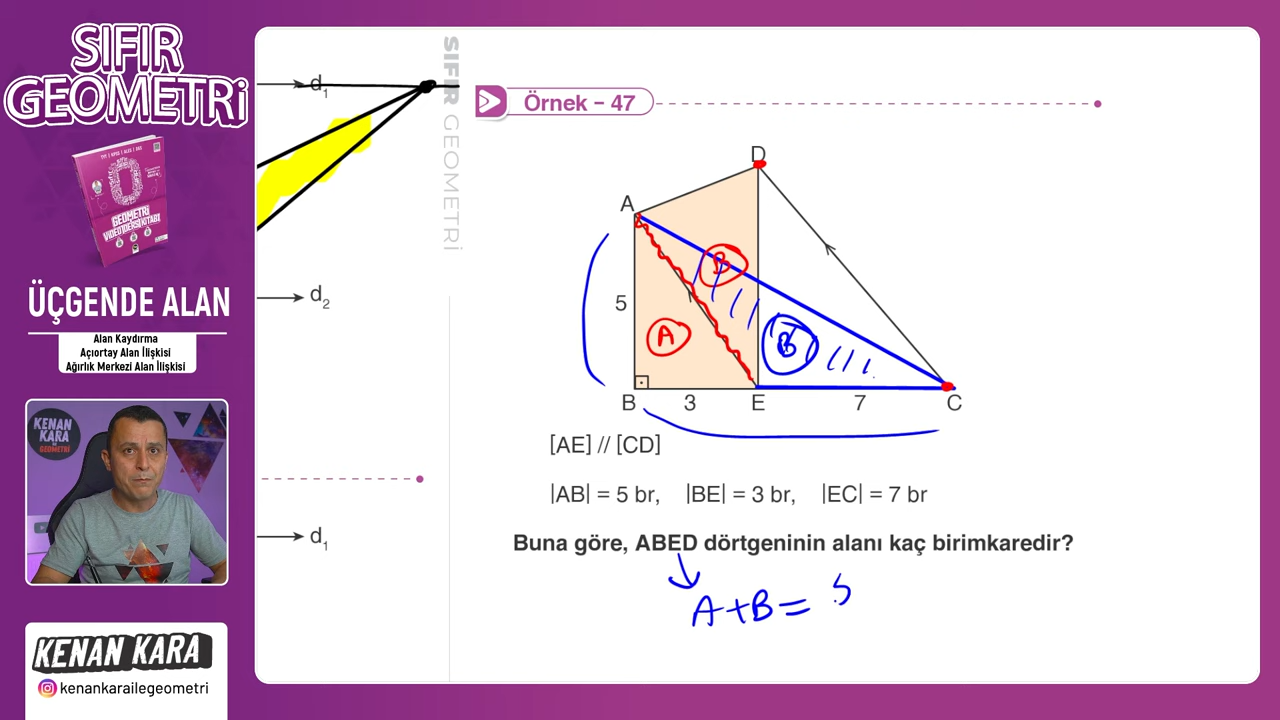 SIFIR
GEOMETRİ
ÜÇGENDE ALAN
Alan Kaydırma
Açıortay Alan İlişkisi
Ağırlık Merkezi Alan İlişkisi
KENAN
KARA
GEOMETRİ
KENAN KARA
kenankarailegeometri
d1
d2
d1
SIFIR GEOMETRİ
Örnek – 47
D
A
B
5
A
B
B 3 E 7 C
[AE] // [CD]
|AB| = 5 br, |BE| = 3 br, |EC| = 7 br
Buna göre, ABED dörtgeninin alanı kaç birimkaredir?
A+B=